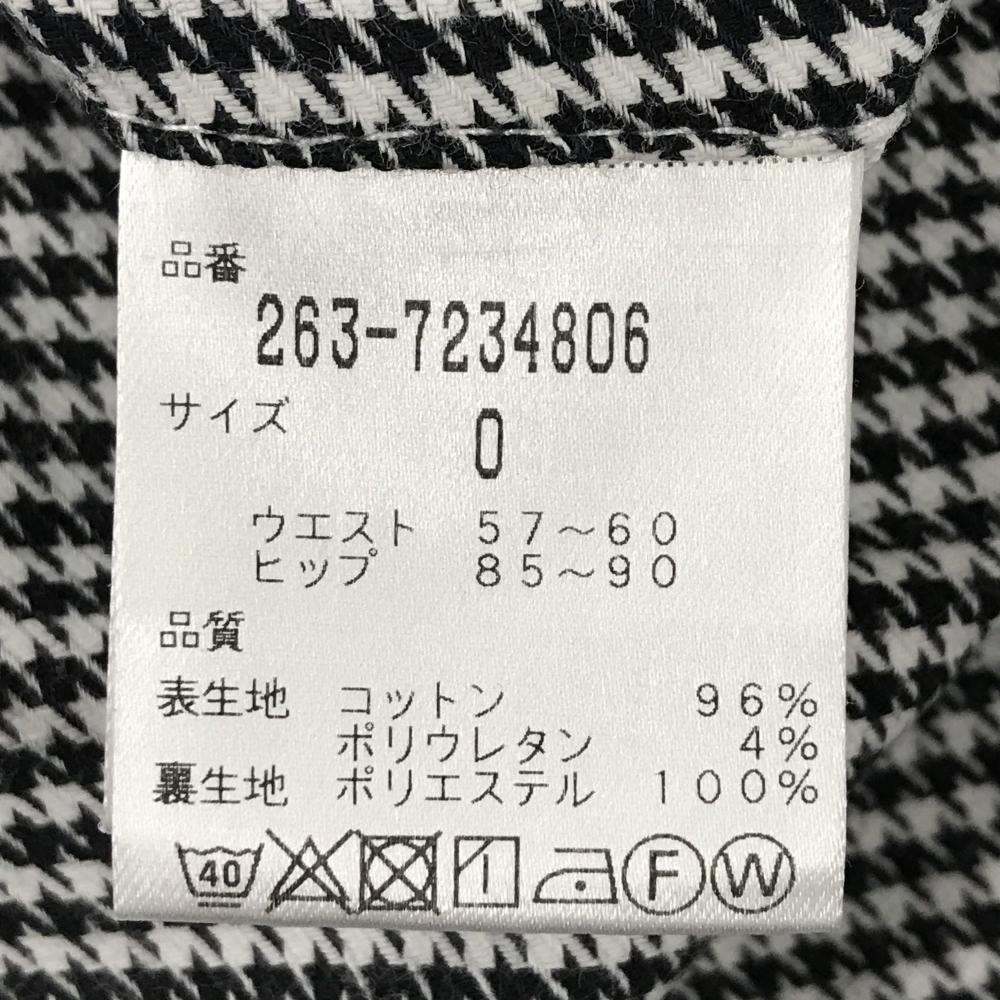 品番
263-7234806
サイズ
0
ウエスト 57～60
ヒップ 85～90
品質
表生地 コットン 96%
ポリウレタン 4%
裏生地 ポリエステル 100%
40 F W